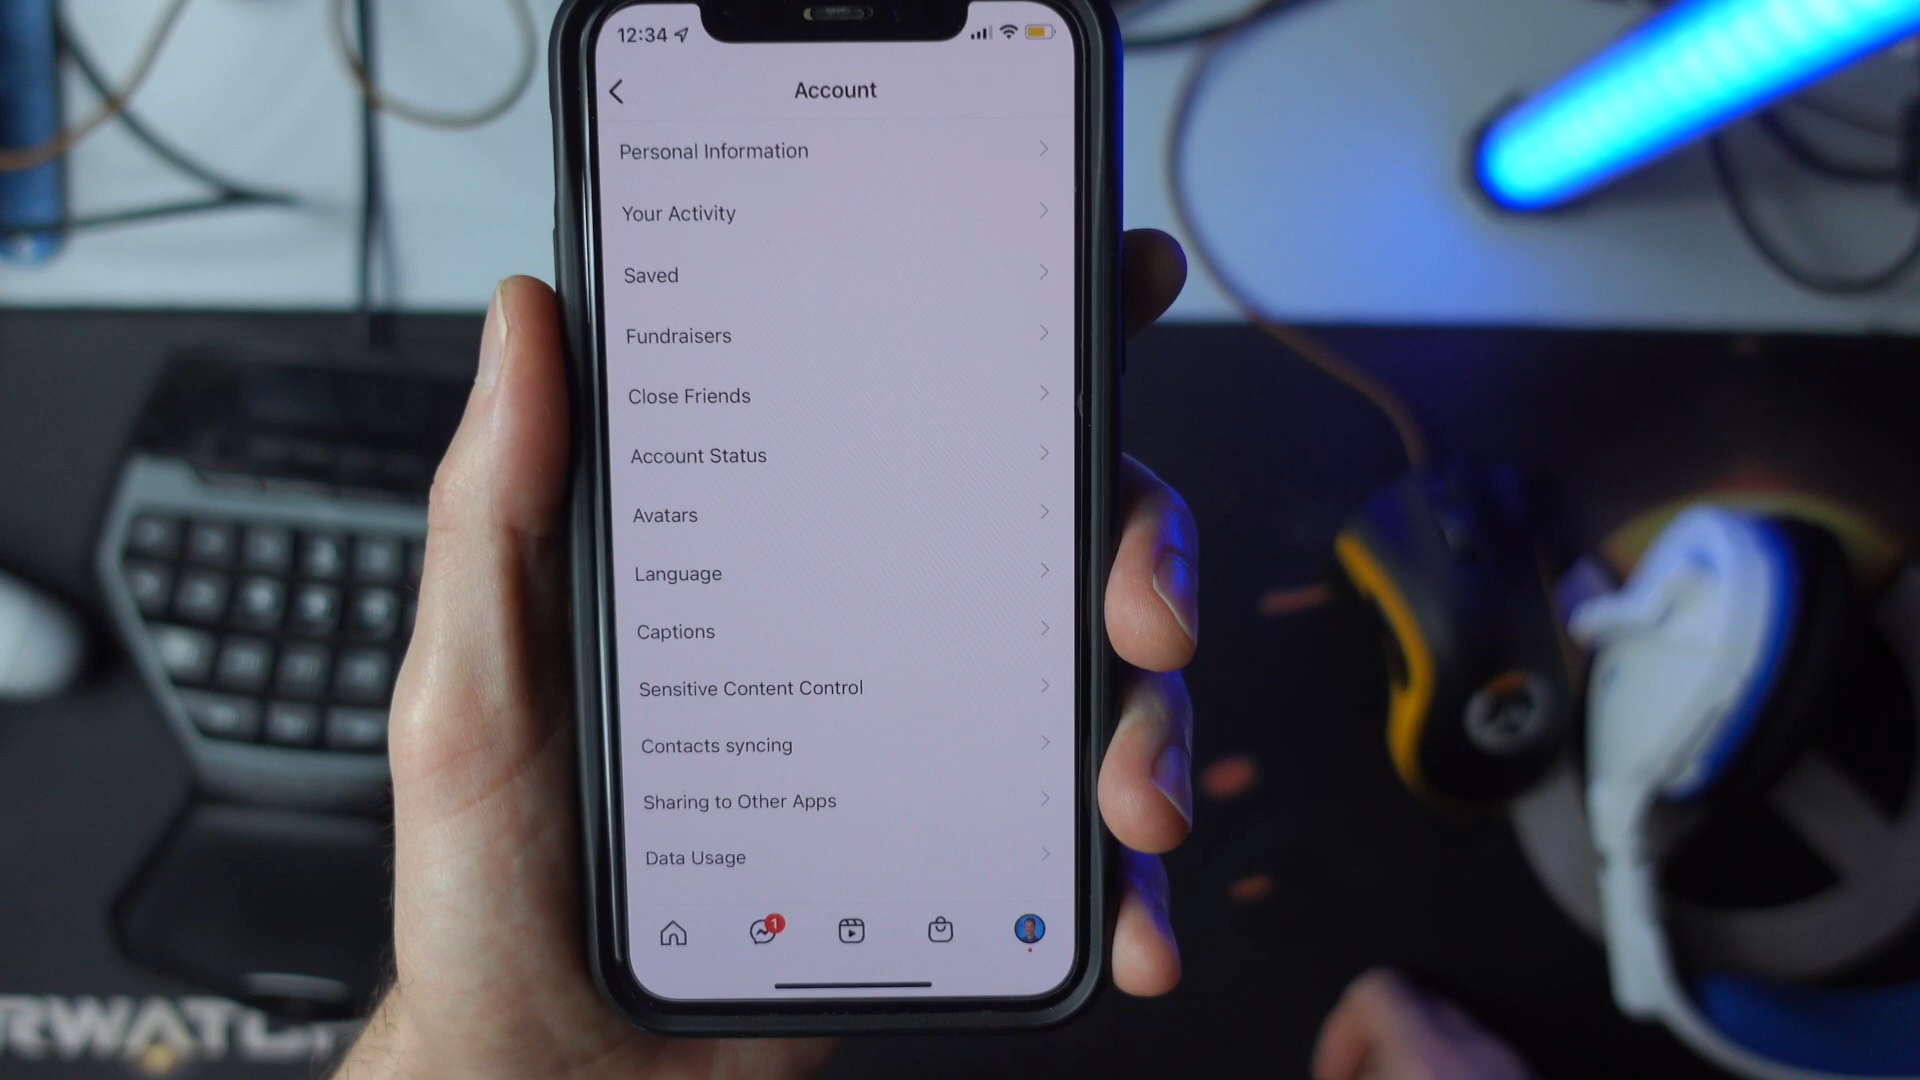 12:34
Account
Personal Information
Your Activity
Saved
Fundraisers
Close Friends
Account Status
Avatars
Language
Captions
Sensitive Content Control
Contacts syncing
Sharing to Other Apps
Data Usage
1
RWATC